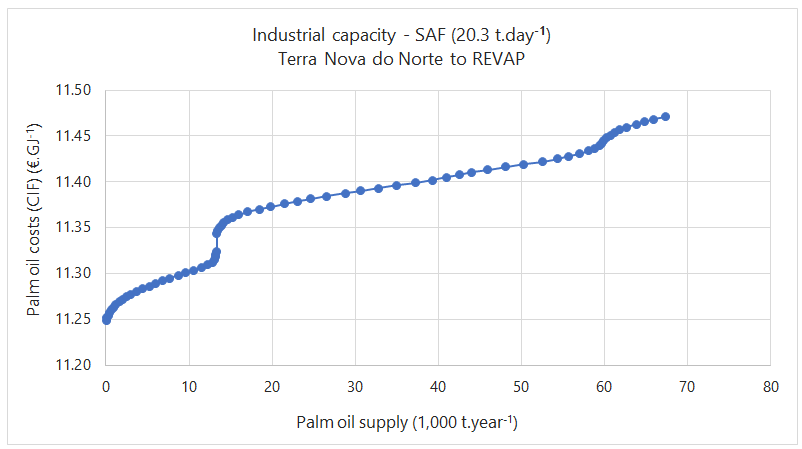 Industrial capacity - SAF (20.3 t.day⁻¹)
Terra Nova do Norte to REVAP
Palm oil costs (CIF) (€.GJ⁻¹)
11.50
11.45
11.40
11.35
11.30
11.25
11.20
0 10 20 30 40 50 60 70 80
Palm oil supply (1,000 t.year⁻¹)